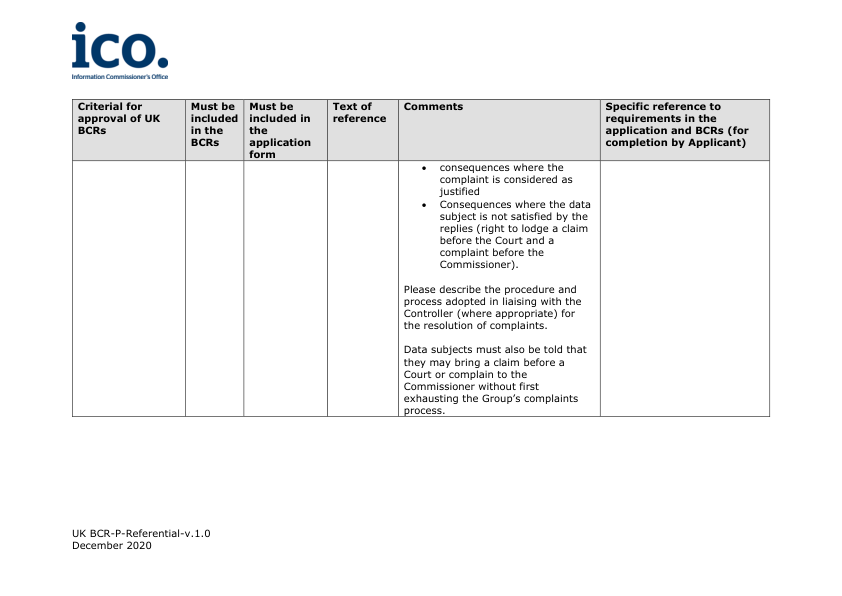 ico.
Information Commissioner's Office
Criterial for
approval of UK
BCRs
Must be
included
in the
BCRs
Must be
included in
the
application
form
Text of
reference
Comments
Specific reference to
requirements in the
application and BCRs (for
completion by Applicant)
• consequences where the
complaint is considered as
justified
• Consequences where the data
subject is not satisfied by the
replies (right to lodge a claim
before the Court and a
complaint before the
Commissioner).
Please describe the procedure and
process adopted in liaising with the
Controller (where appropriate) for
the resolution of complaints.
Data subjects must also be told that
they may bring a claim before a
Court or complain to the
Commissioner without first
exhausting the Group’s complaints
process.
UK BCR-P-Referential-v.1.0
December 2020